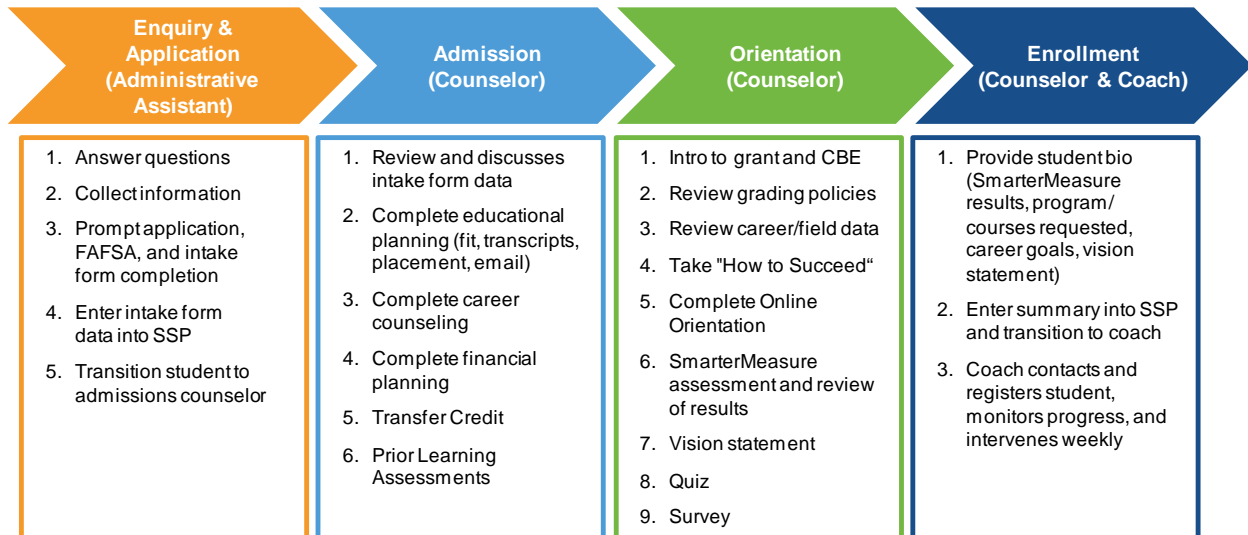 Enquiry &
Application
(Administrative
Assistant)
Admission
(Counselor)
Orientation
(Counselor)
Enrollment
(Counselor & Coach)
1. Answer questions
2. Collect information
3. Prompt application,
FAFSA, and intake
form completion
4. Enter intake form
data into SSP
5. Transition student to
admissions counselor
1. Review and discusses
intake form data
2. Complete educational
planning (fit, transcripts,
placement, email)
3. Complete career
counseling
4. Complete financial
planning
5. Transfer Credit
6. Prior Learning
Assessments
1. Intro to grant and CBE
2. Review grading policies
3. Review career/field data
4. Take "How to Succeed“
5. Complete Online
Orientation
6. SmarterMeasure
assessment and review
of results
7. Vision statement
8. Quiz
9. Survey
1. Provide student bio
(SmarterMeasure
results, program/
courses requested,
career goals, vision
statement)
2. Enter summary into SSP
and transition to coach
3. Coach contacts and
registers student,
monitors progress, and
intervenes weekly